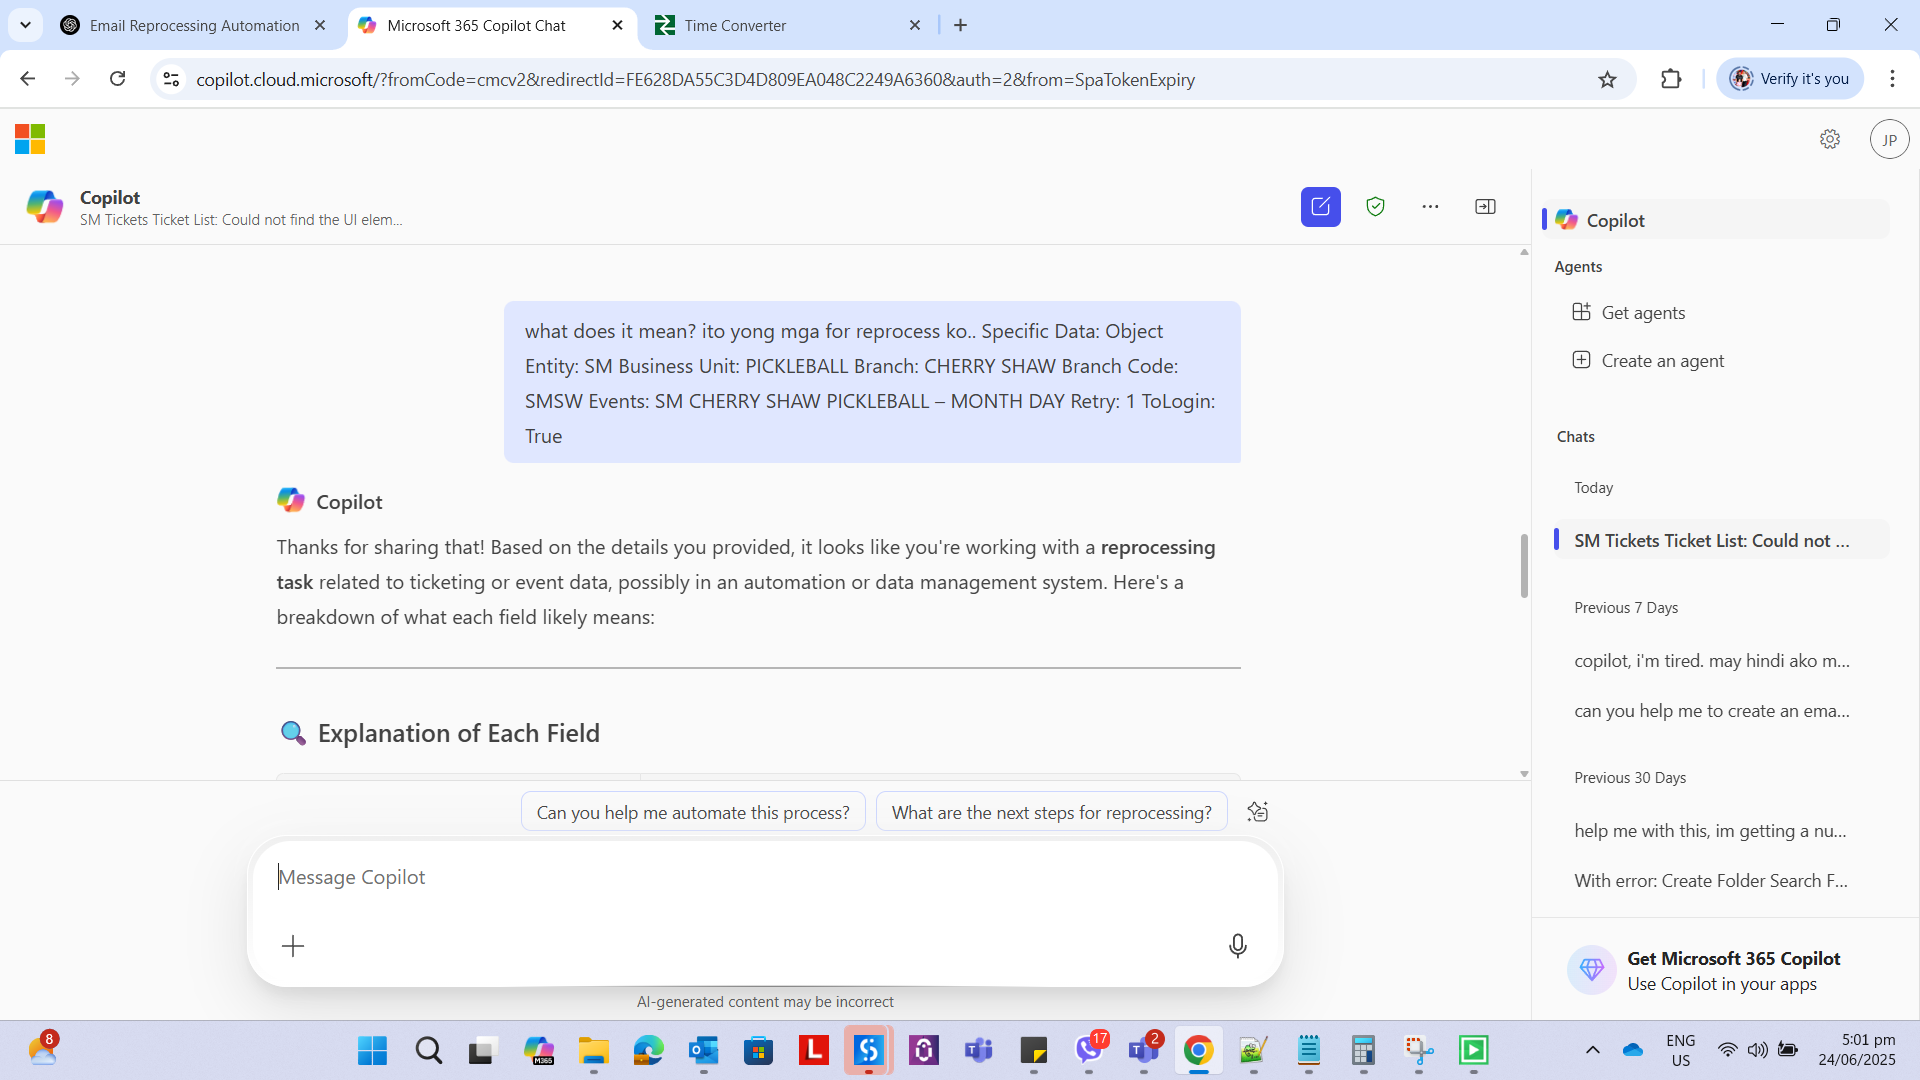 Email Reprocessing Automation
Microsoft 365 Copilot Chat
Time Converter
copilot.cloud.microsoft/?fromCode=cmcv2&redirectId=FE628DA55C3D4D809EA048C2249A6360&auth=2&from=SpaTokenExpiry
Verify it's you
JP
Copilot
SM Tickets Ticket List: Could not find the UI elem...
what does it mean? ito yong mga for reprocess ko.. Specific Data: Object
Entity: SM Business Unit: PICKLEBALL Branch: CHERRY SHAW Branch Code:
SMSW Events: SM CHERRY SHAW PICKLEBALL – MONTH DAY Retry: 1 ToLogin:
True
Copilot
Thanks for sharing that! Based on the details you provided, it looks like you're working with a reprocessing
task related to ticketing or event data, possibly in an automation or data management system. Here's a
breakdown of what each field likely means:
Explanation of Each Field
Can you help me automate this process?
What are the next steps for reprocessing?
Message Copilot
AI-generated content may be incorrect
Copilot
Agents
Get agents
Create an agent
Chats
Today
SM Tickets Ticket List: Could not ...
Previous 7 Days
copilot, i'm tired. may hindi ako m...
can you help me to create an ema...
Previous 30 Days
help me with this, im getting a nu...
With error: Create Folder Search F...
Get Microsoft 365 Copilot
Use Copilot in your apps
8
M365
L
17
2
ENG
US
5:01 pm
24/06/2025